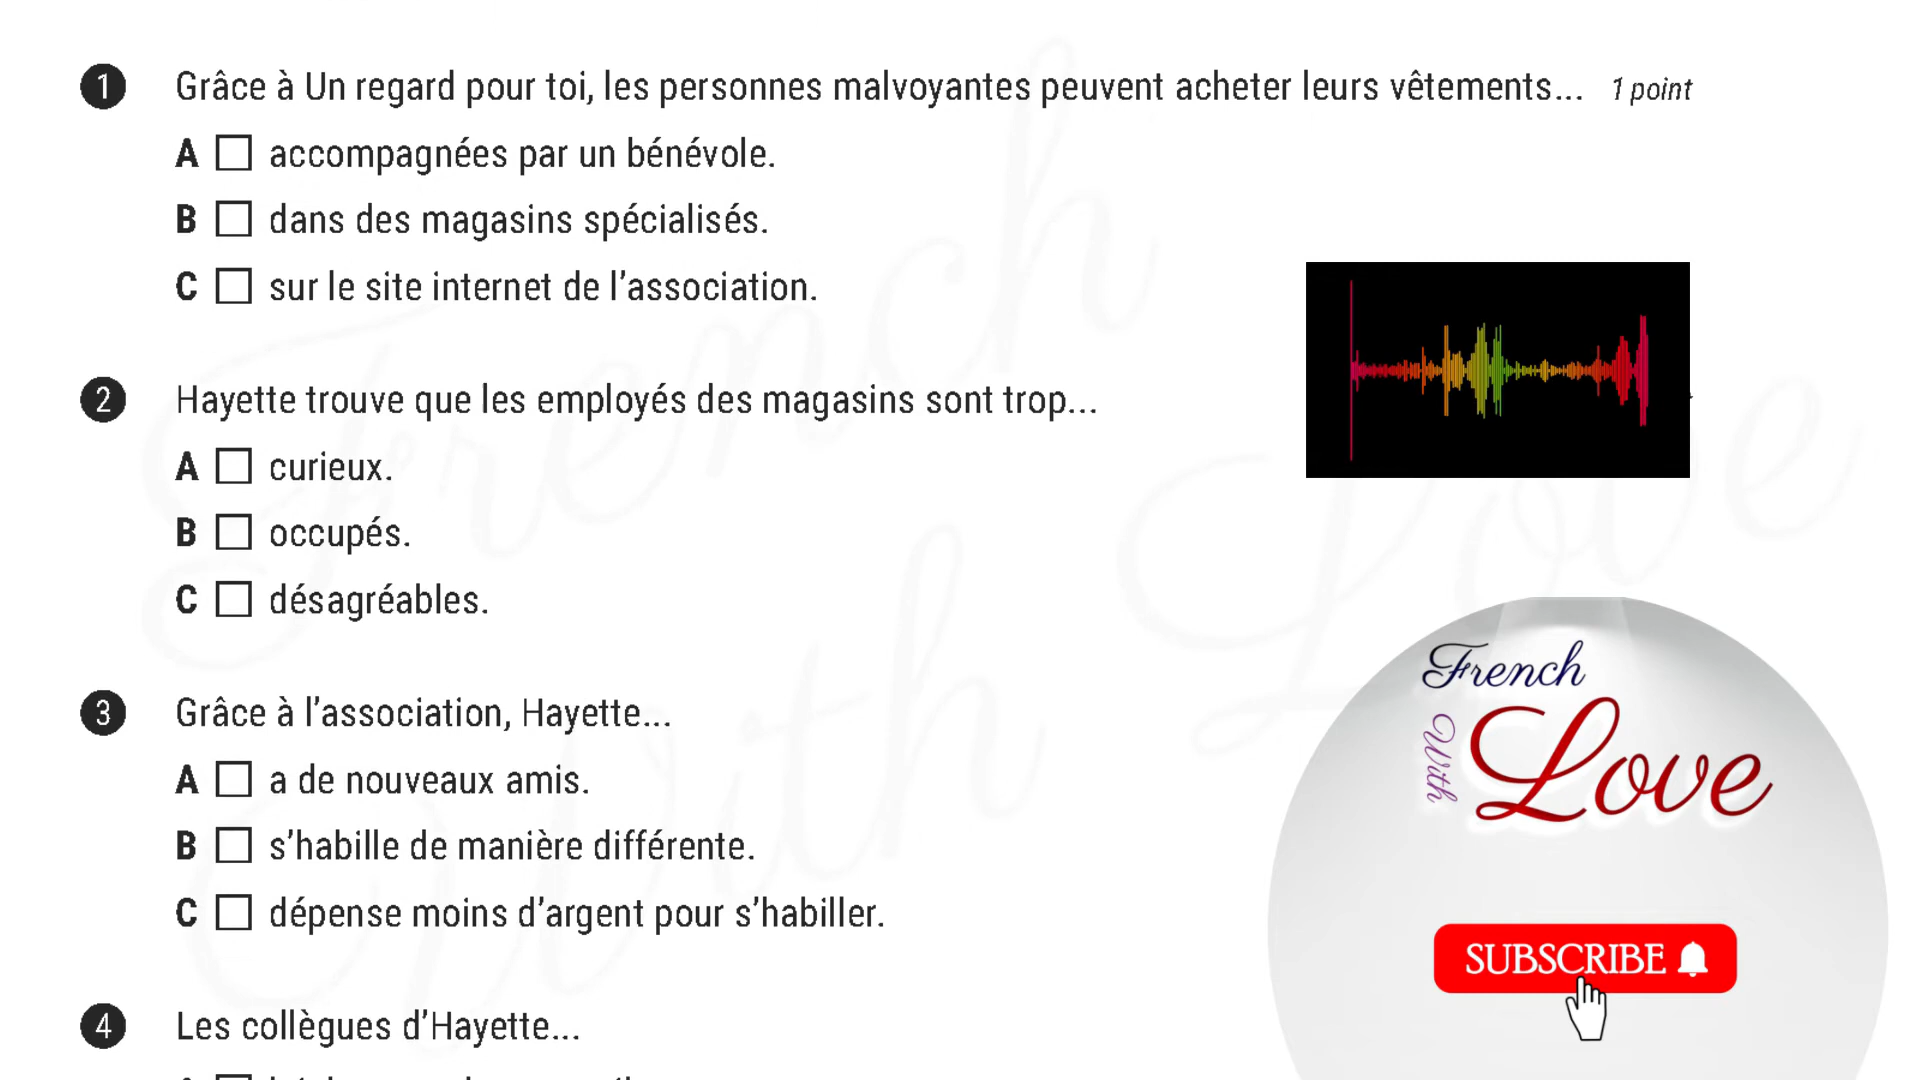 1 Grâce à Un regard pour toi, les personnes malvoyantes peuvent acheter leurs vêtements... 1 point
A accompagnées par un bénévole.
B dans des magasins spécialisés.
C sur le site internet de l'association.
2 Hayette trouve que les employés des magasins sont trop...
A curieux.
B occupés.
C désagréables.
3 Grâce à l'association, Hayette...
A a de nouveaux amis.
B s'habille de manière différente.
C dépense moins d'argent pour s'habiller.
4 Les collègues d'Hayette...
French
With
Love
SUBSCRIBE
French
With Love